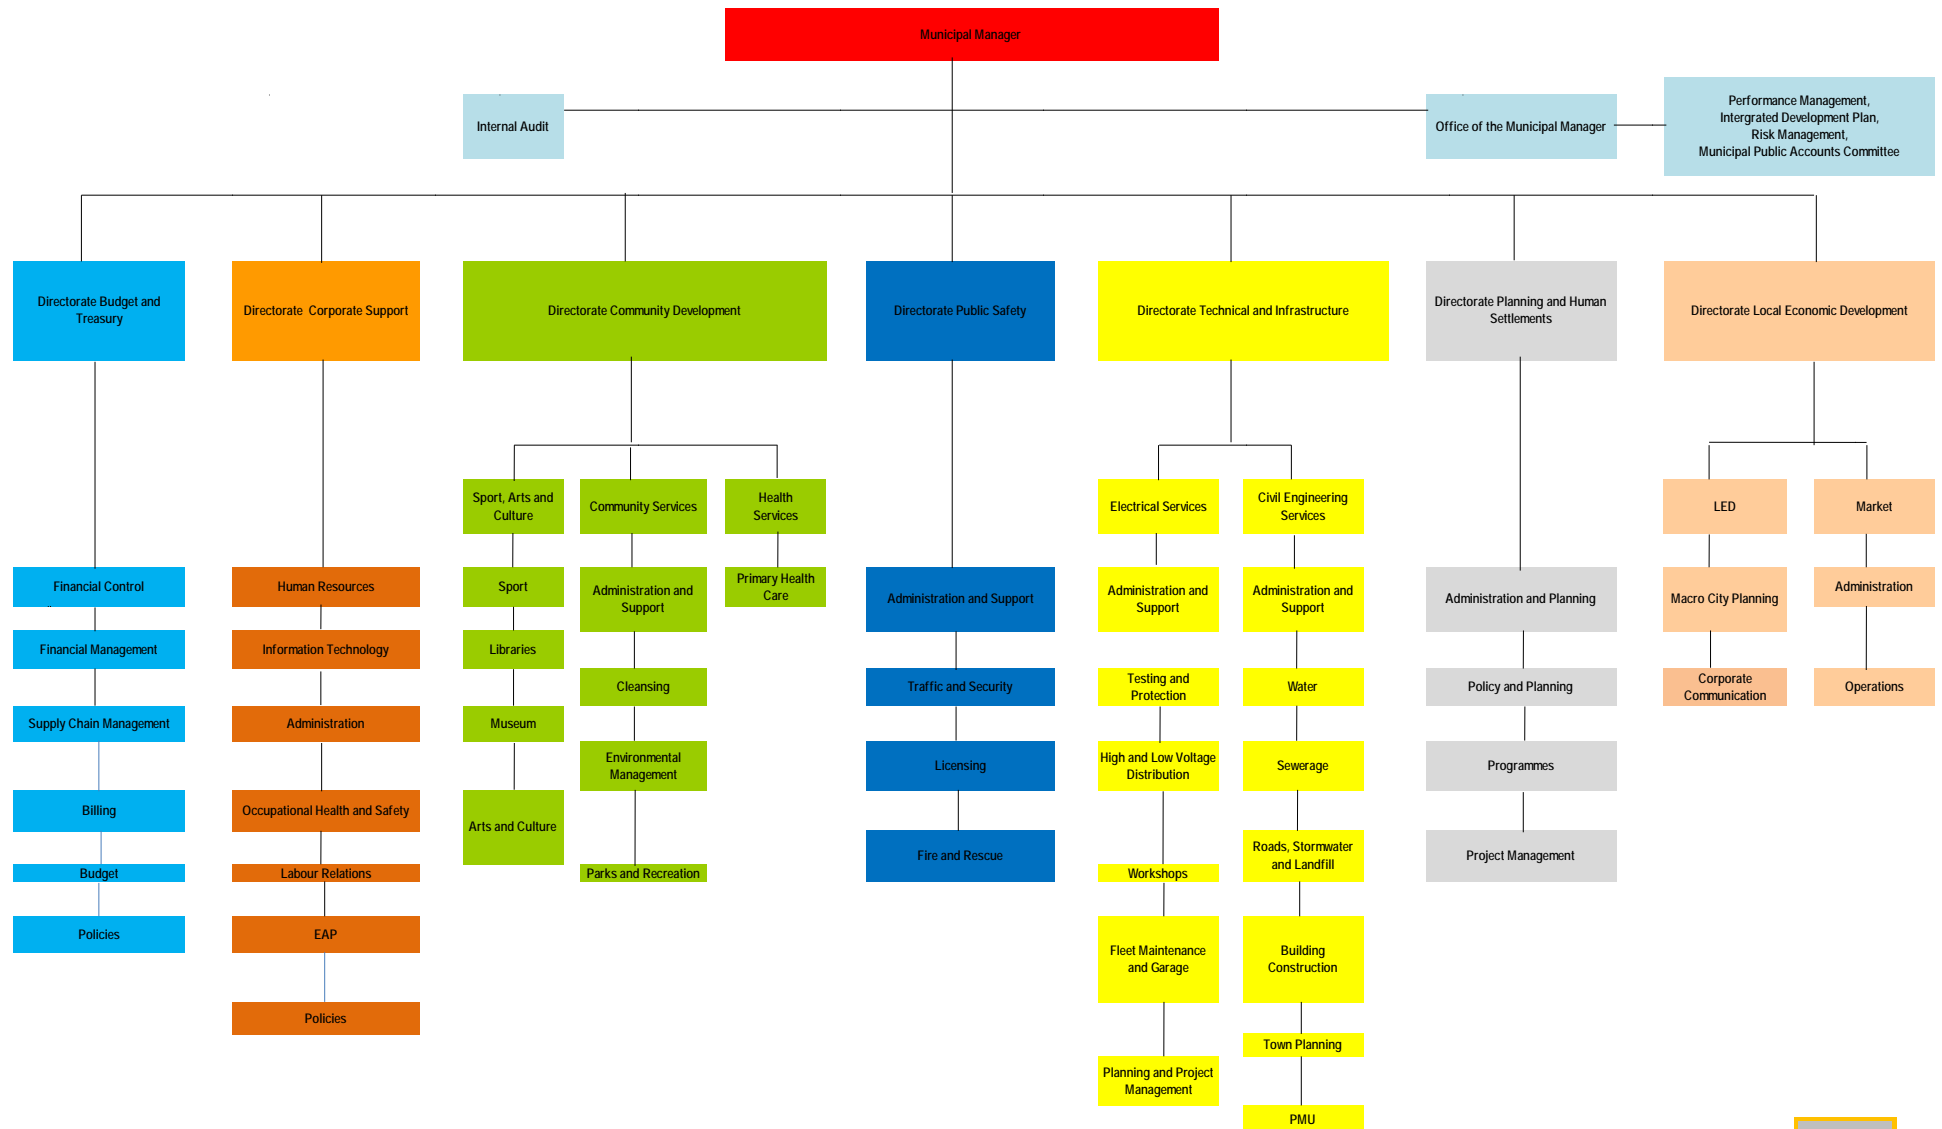 Municipal Manager
Internal Audit
Office of the Municipal Manager
Performance Management,
Intergrated Development Plan,
Risk Management,
Municipal Public Accounts Committee
Directorate Budget and
Treasury
Directorate Corporate Support
Directorate Community Development
Directorate Public Safety
Directorate Technical and Infrastructure
Directorate Planning and Human
Settlements
Directorate Local Economic Development
Financial Control
Financial Management
Supply Chain Management
Billing
Budget
Policies
Human Resources
Information Technology
Administration
Occupational Health and Safety
Labour Relations
EAP
Policies
Sport, Arts and
Culture
Sport
Libraries
Museum
Arts and Culture
Community Services
Administration and
Support
Cleansing
Environmental
Management
Parks and Recreation
Health
Services
Primary Health
Care
Administration and Support
Traffic and Security
Licensing
Fire and Rescue
Electrical Services
Administration and
Support
Testing and
Protection
High and Low Voltage
Distribution
Workshops
Fleet Maintenance
and Garage
Planning and Project
Management
Civil Engineering
Services
Administration and
Support
Water
Sewerage
Roads, Stormwater
and Landfill
Building
Construction
Town Planning
PMU
Administration and Planning
Policy and Planning
Programmes
Project Management
LED
Macro City Planning
Corporate
Communication
Market
Administration
Operations